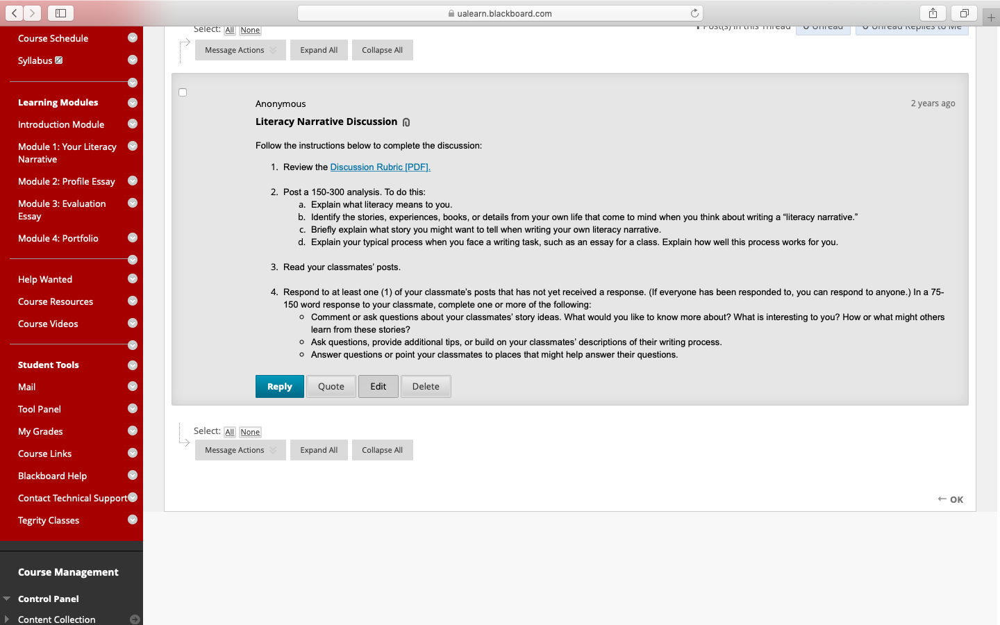 ualearn.blackboard.com
Course Schedule
Syllabus
Learning Modules
Introduction Module
Module 1: Your Literacy
Narrative
Module 2: Profile Essay
Module 3: Evaluation
Essay
Module 4: Portfolio
Help Wanted
Course Resources
Course Videos
Student Tools
Mail
Tool Panel
My Grades
Course Links
Blackboard Help
Contact Technical Support
Tegrity Classes
Course Management
Control Panel
Content Collection
Select: All None
Post(s) in this Thread Unread Unread Replies to Me
Message Actions Expand All Collapse All
Anonymous
2 years ago
Literacy Narrative Discussion
Follow the instructions below to complete the discussion:
1. Review the Discussion Rubric [PDF].
2. Post a 150-300 analysis. To do this:
a. Explain what literacy means to you.
b. Identify the stories, experiences, books, or details from your own life that come to mind when you think about writing a “literacy narrative.”
c. Briefly explain what story you might want to tell when writing your own literacy narrative.
d. Explain your typical process when you face a writing task, such as an essay for a class. Explain how well this process works for you.
3. Read your classmates’ posts.
4. Respond to at least one (1) of your classmate’s posts that has not yet received a response. (If everyone has been responded to, you can respond to anyone.) In a 75-
150 word response to your classmate, complete one or more of the following:
Comment or ask questions about your classmates’ story ideas. What would you like to know more about? What is interesting to you? How or what might others
learn from these stories?
Ask questions, provide additional tips, or build on your classmates’ descriptions of their writing process.
Answer questions or point your classmates to places that might help answer their questions.
Reply Quote Edit Delete
Select: All None
Message Actions Expand All Collapse All
OK